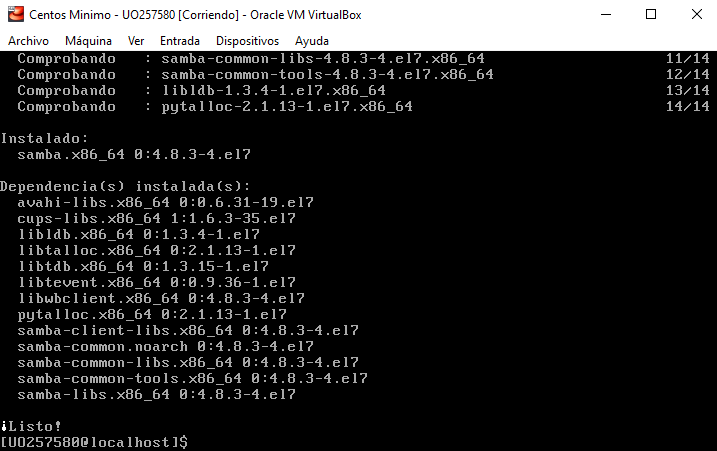 Centos Minimo - UO257580 [Corriendo] - Oracle VM VirtualBox
Archivo Máquina Ver Entrada Dispositivos Ayuda
Comprobando : samba-common-libs-4.8.3-4.el7.x86_64 11/14
Comprobando : samba-common-tools-4.8.3-4.el7.x86_64 12/14
Comprobando : libldb-1.3.4-1.el7.x86_64 13/14
Comprobando : pytalloc-2.1.13-1.el7.x86_64 14/14
Instalado:
samba.x86_64 0:4.8.3-4.el7
Dependencia(s) instalada(s):
avahi-libs.x86_64 0:0.6.31-19.el7
cups-libs.x86_64 1:1.6.3-35.el7
libldb.x86_64 0:1.3.4-1.el7
libtalloc.x86_64 0:2.1.13-1.el7
libtdb.x86_64 0:1.3.15-1.el7
libtevent.x86_64 0:0.9.36-1.el7
libwbclient.x86_64 0:4.8.3-4.el7
pytalloc.x86_64 0:2.1.13-1.el7
samba-client-libs.x86_64 0:4.8.3-4.el7
samba-common.noarch 0:4.8.3-4.el7
samba-common-libs.x86_64 0:4.8.3-4.el7
samba-common-tools.x86_64 0:4.8.3-4.el7
samba-libs.x86_64 0:4.8.3-4.el7
¡Listo!
[UO257580@localhost]$